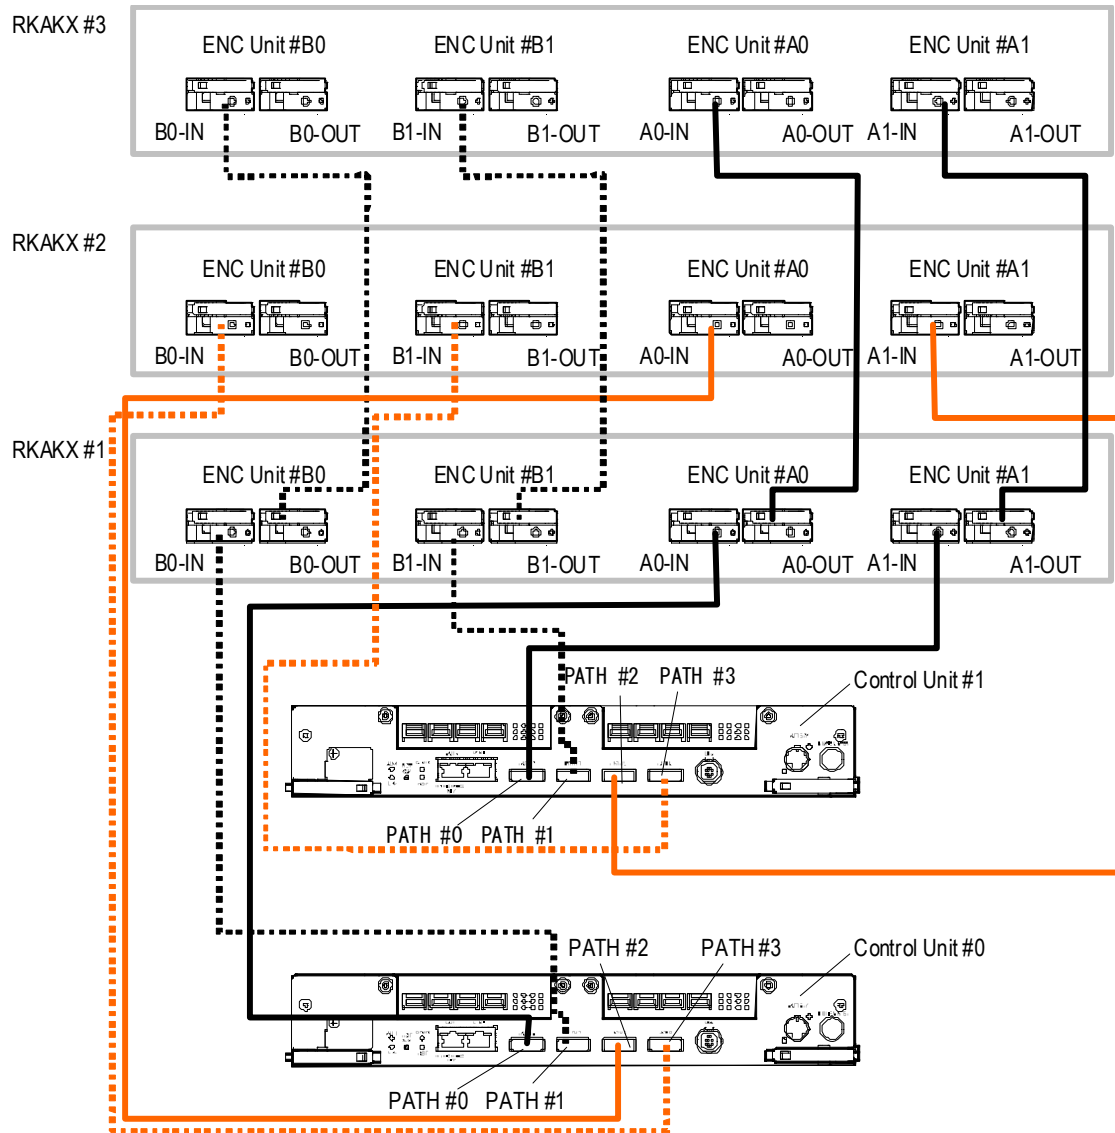 RKAKX #3
ENC Unit #B0 ENC Unit #B1 ENC Unit #A0 ENC Unit #A1
B0-IN B0-OUT B1-IN B1-OUT A0-IN A0-OUT A1-IN A1-OUT
RKAKX #2
ENC Unit #B0 ENC Unit #B1 ENC Unit #A0 ENC Unit #A1
B0-IN B0-OUT B1-IN B1-OUT A0-IN A0-OUT A1-IN A1-OUT
RKAKX #1
ENC Unit #B0 ENC Unit #B1 ENC Unit #A0 ENC Unit #A1
B0-IN B0-OUT B1-IN B1-OUT A0-IN A0-OUT A1-IN A1-OUT
PATH #2 PATH #3 Control Unit #1
PATH #0 PATH #1
PATH #2 PATH #3 Control Unit #0
PATH #0 PATH #1